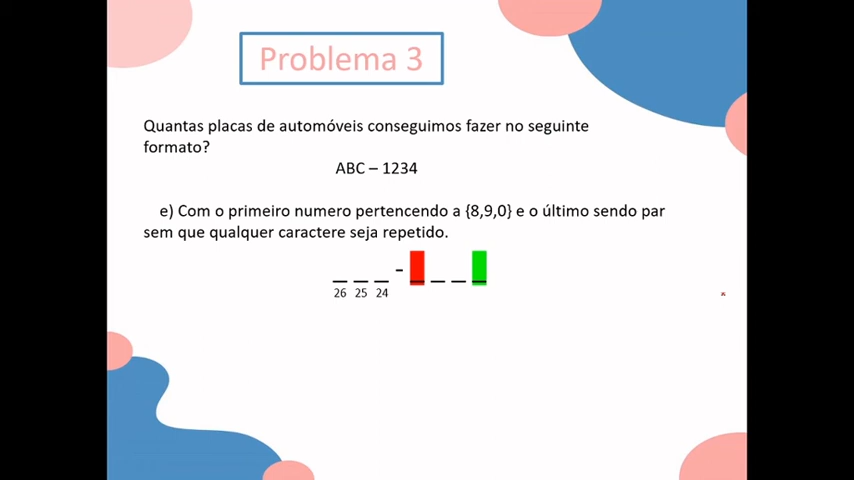 Problema 3
Quantas placas de automóveis conseguimos fazer no seguinte
formato?
ABC – 1234
e) Com o primeiro numero pertencendo a {8,9,0} e o último sendo par
sem que qualquer caractere seja repetido.
_ _ _ - _ _ _ _
26 25 24